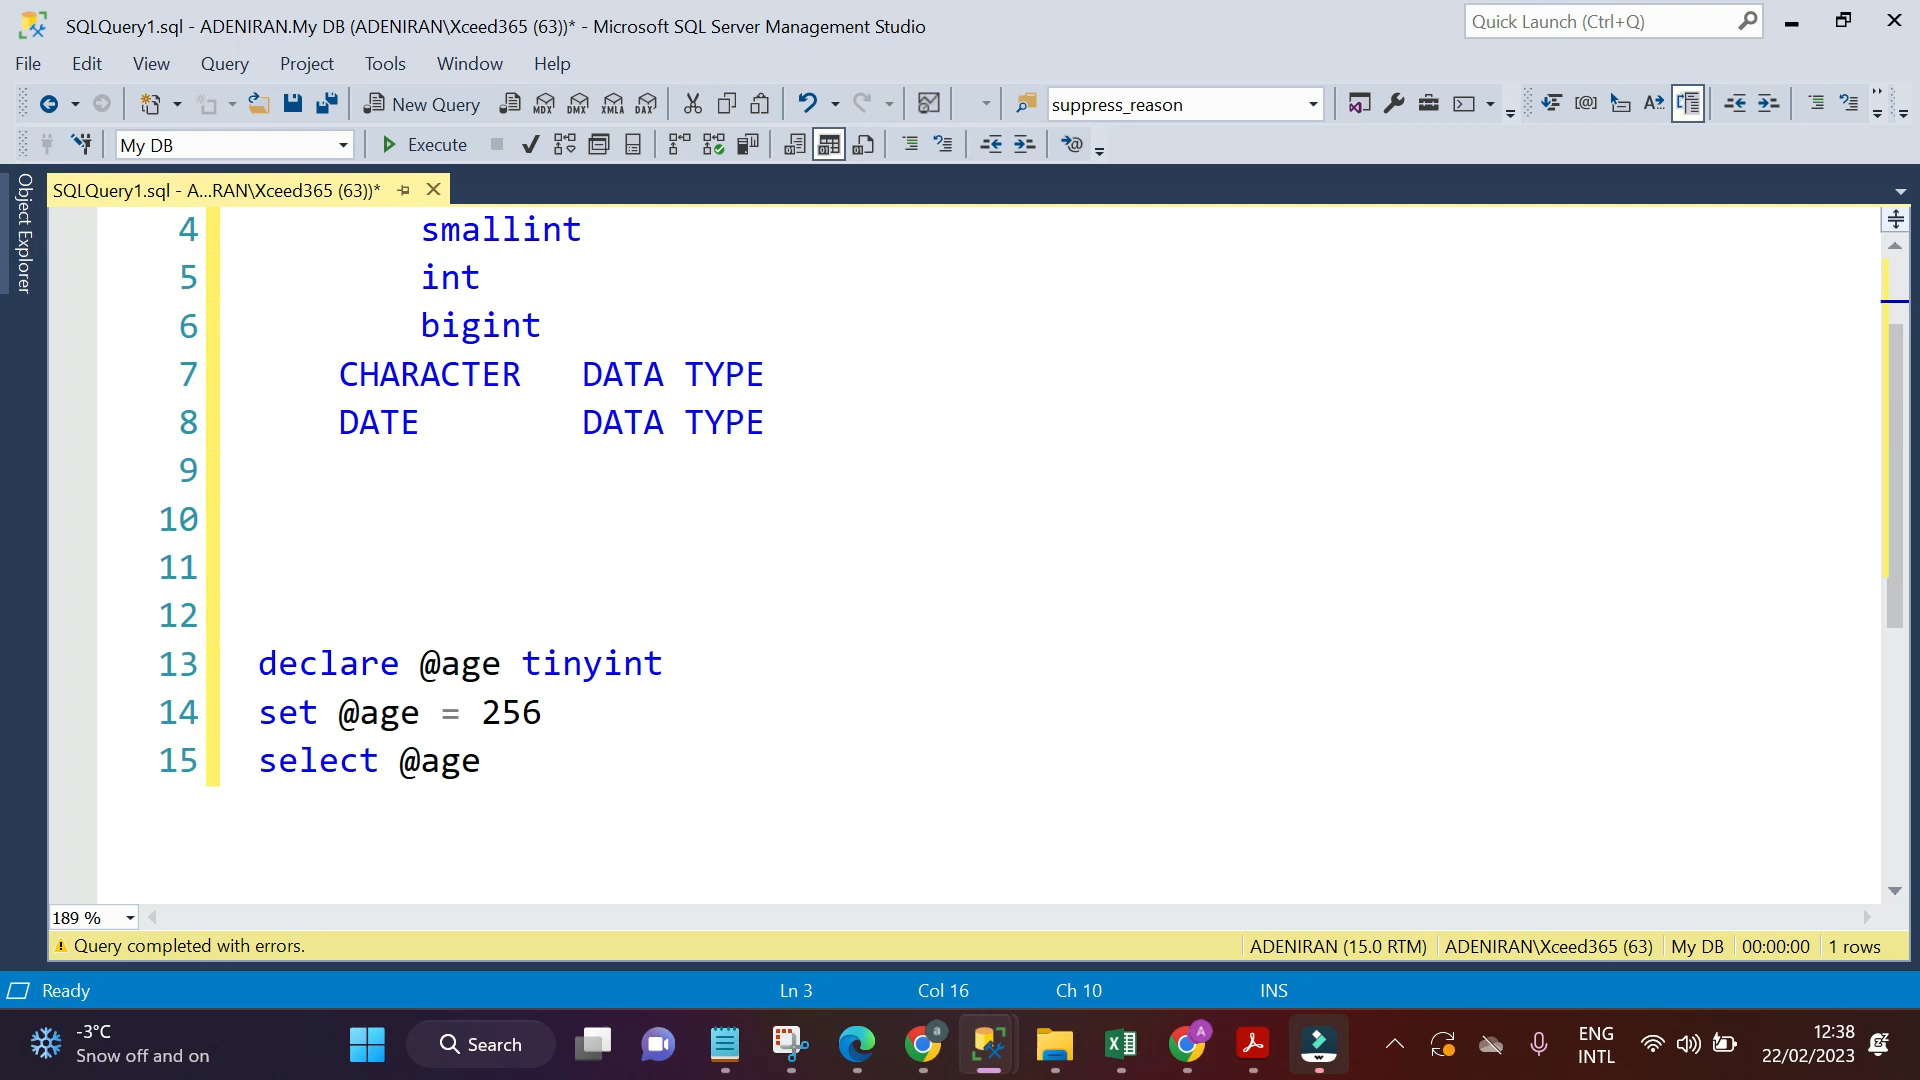 SQLQuery1.sql - ADENIRAN.My DB (ADENIRAN\Xceed365 (63))* - Microsoft SQL Server Management Studio
Quick Launch (Ctrl+Q)
File Edit View Query Project Tools Window Help
New Query MDX DMX XMLA DAX suppress_reason
My DB Execute
SQLQuery1.sql - A...RAN\Xceed365 (63))*
Object Explorer
4 smallint
5 int
6 bigint
7 CHARACTER DATA TYPE
8 DATE DATA TYPE
9
10
11
12
13 declare @age tinyint
14 set @age = 256
15 select @age
189 %
Query completed with errors. ADENIRAN (15.0 RTM) ADENIRAN\Xceed365 (63) My DB 00:00:00 1 rows
Ready Ln 3 Col 16 Ch 10 INS
-3°C
Snow off and on
Search
ENG
INTL
12:38
22/02/2023